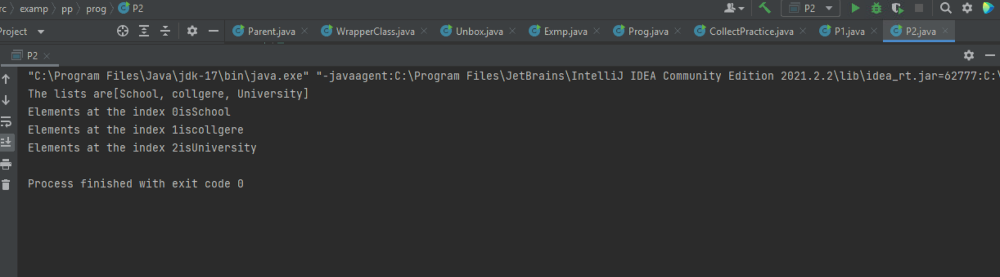 rc examp pp prog P2
P2
Project Parent.java WrapperClass.java Unbox.java Exmp.java Prog.java CollectPractice.java P1.java P2.java
P2
"C:\Program Files\Java\jdk-17\bin\java.exe" "-javaagent:C:\Program Files\JetBrains\IntelliJ IDEA Community Edition 2021.2.2\lib\idea_rt.jar=62777:C:\
The lists are[School, collgere, University]
Elements at the index 0isSchool
Elements at the index 1iscollgere
Elements at the index 2isUniversity
Process finished with exit code 0